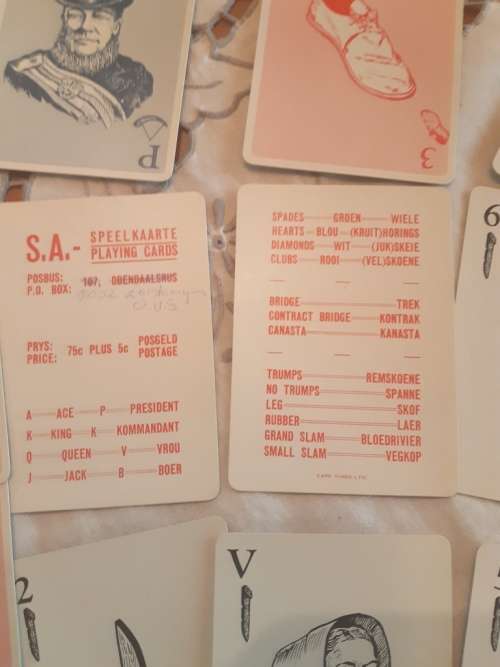 P
3
S.A.- SPEELKAARTE
PLAYING CARDS
POSBUS:
P.O. BOX: 107, ODENDAALSRUS
PRYS:
PRICE: 75c PLUS 5c POSGELD
POSTAGE
A ACE P PRESIDENT
K KING K KOMMANDANT
Q QUEEN V VROU
J JACK B BOER
SPADES GROEN WIELE
HEARTS BLOU (KRUIT)HORINGS
DIAMONDS WIT (JUK)SKEIE
CLUBS ROOI (VEL)SKOENE
BRIDGE TREK
CONTRACT BRIDGE KONTRAK
CANASTA KANASTA
TRUMPS REMSKOENE
NO TRUMPS SPANNE
LEG SKOF
RUBBER LAER
GRAND SLAM BLOEDRIVIER
SMALL SLAM VEGKOP
6
2
V